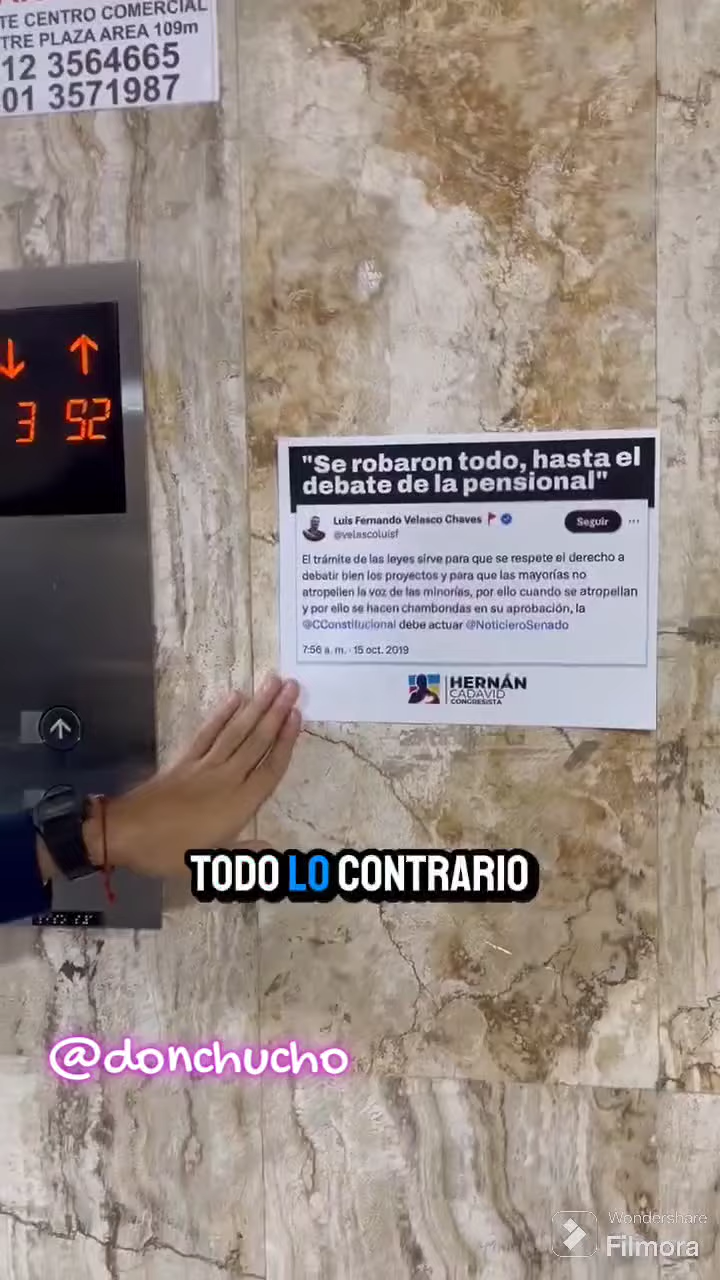 TE CENTRO COMERCIAL
TRE PLAZA AREA 109m
12 3564665
01 3571987
3 52
"Se robaron todo, hasta el
debate de la pensional"
Luis Fernando Velasco Chaves
@velascoluisf
Seguir
El trámite de las leyes sirve para que se respete el derecho a
debatir bien los proyectos y para que las mayorías no
atropellen la voz de las minorías, por ello cuando se atropellan
y por ello se hacen chambondas en su aprobación, la
@CConstitucional debe actuar @NoticieroSenado
7:56 a. m. · 15 oct. 2019
HERNÁN
CADAVID
CONGRESISTA
TODO LO CONTRARIO
@donchucho
Wondershare
Filmora